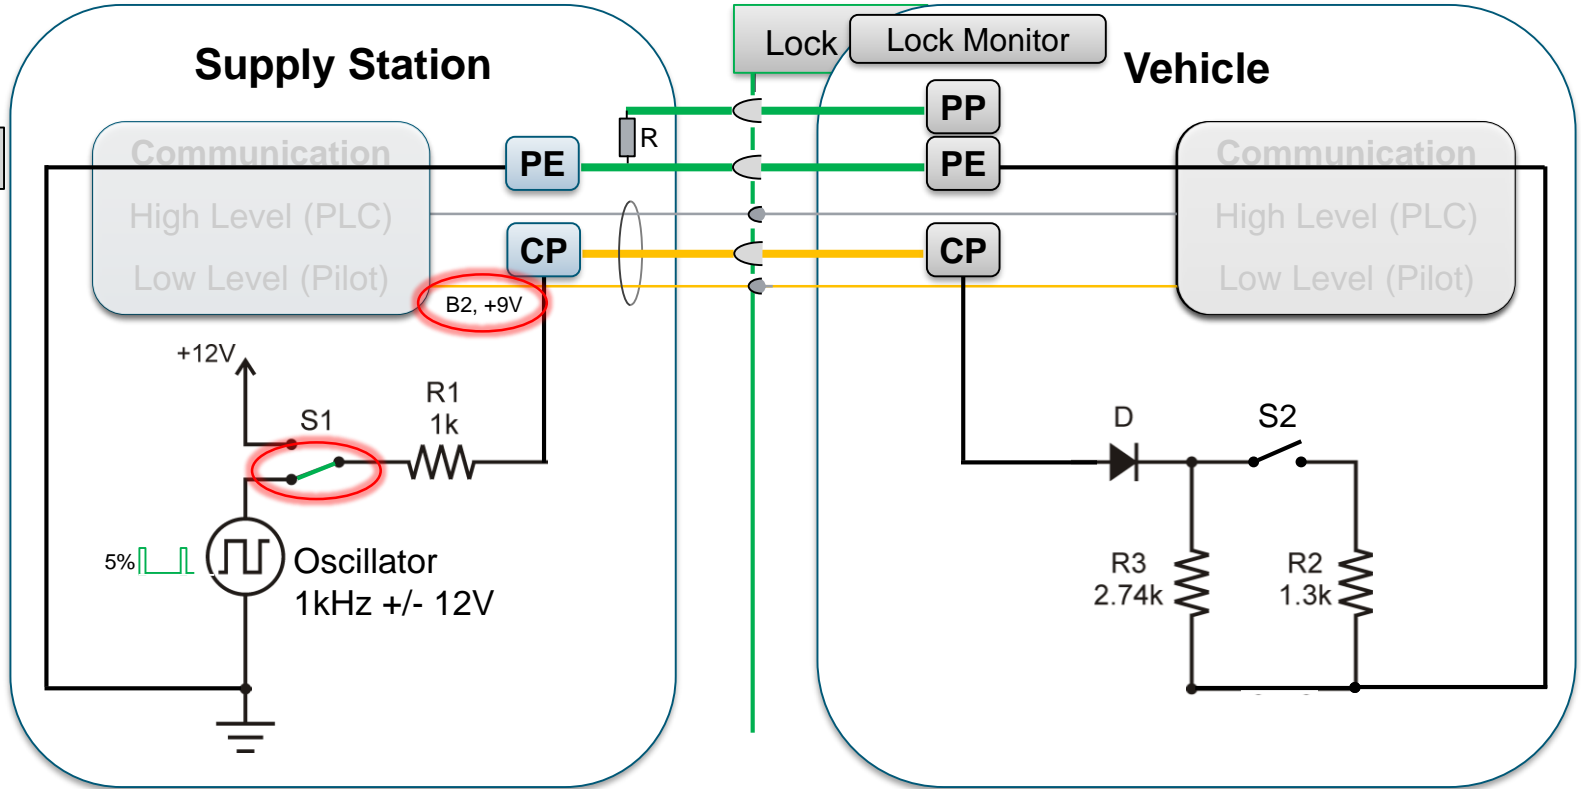 Supply Station
Lock
Lock Monitor
Vehicle
PP
R
Communication
PE
PE
Communication
High Level (PLC)
High Level (PLC)
CP
CP
Low Level (Pilot)
Low Level (Pilot)
B2, +9V
+12V
R1
1k
S1
D
S2
5%
Oscillator
1kHz +/- 12V
R3
2.74k
R2
1.3k